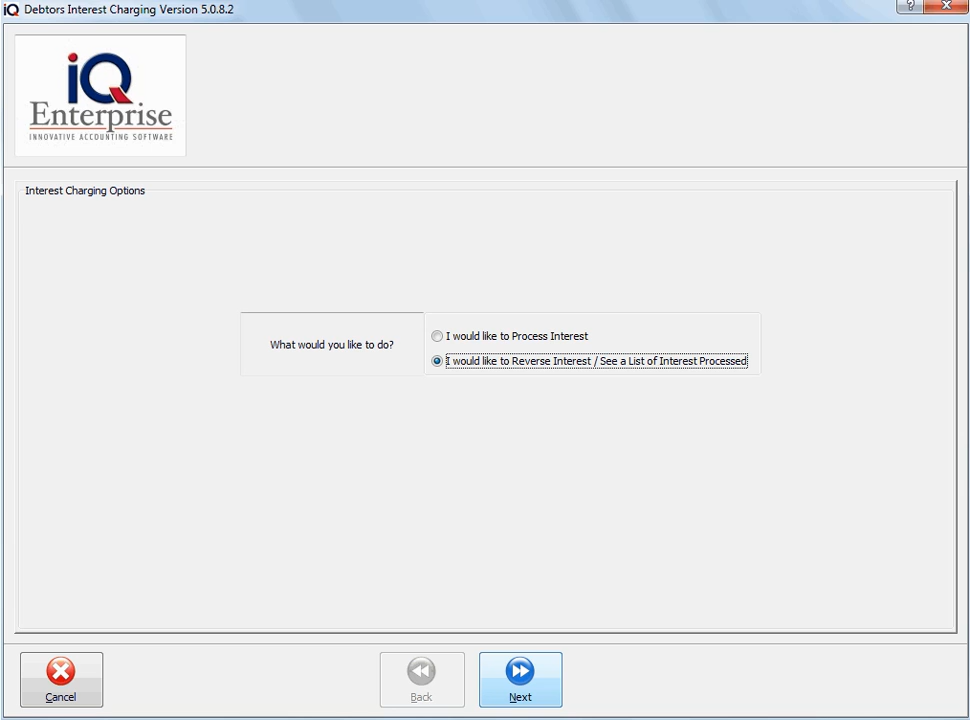 iQ Debtors Interest Charging Version 5.0.8.2
?
iQ
Enterprise
INNOVATIVE ACCOUNTING SOFTWARE
Interest Charging Options
What would you like to do?
I would like to Process Interest
I would like to Reverse Interest / See a List of Interest Processed
Cancel
Back
Next